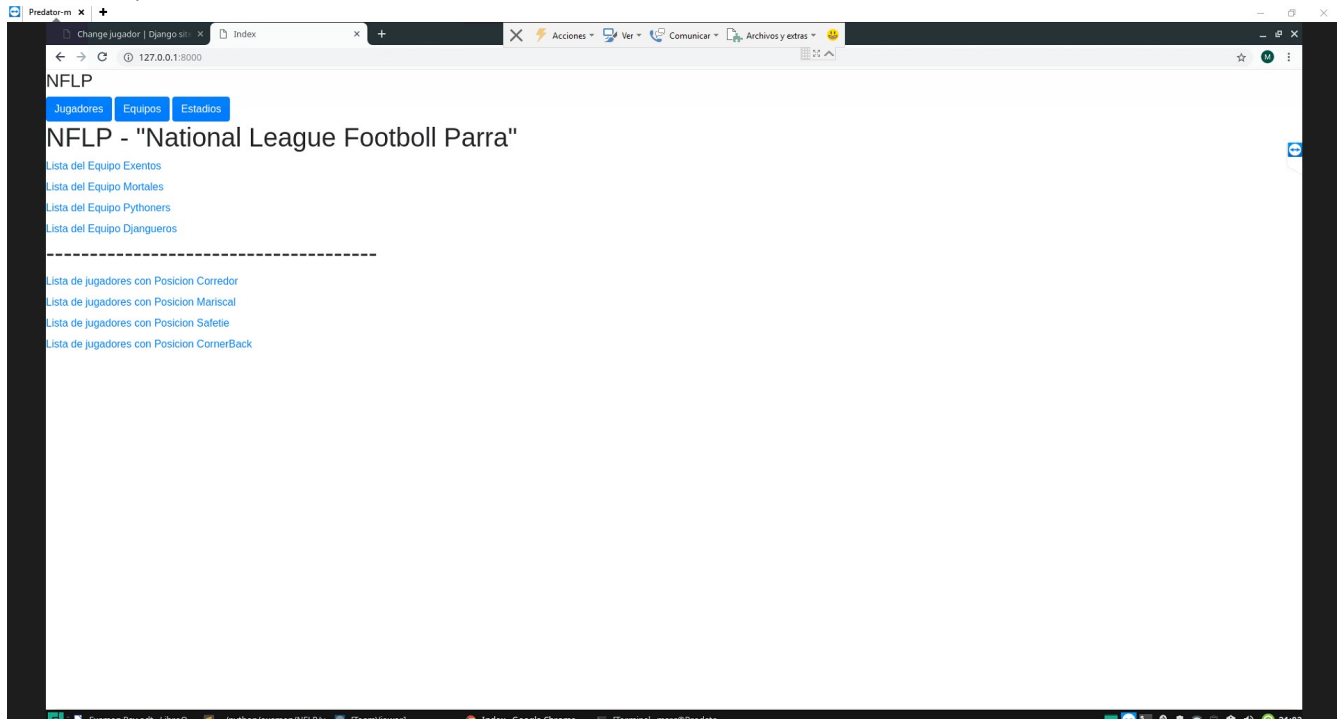 Predator-m
Change jugador | Django sit
Index
Acciones
Ver
Comunicar
Archivos y extras
127.0.0.1:8000
M
NFLP
Jugadores Equipos Estadios
NFLP - "National League Footboll Parra"
Lista del Equipo Exentos
Lista del Equipo Mortales
Lista del Equipo Pythoners
Lista del Equipo Djangueros
--------------------------------------
Lista de jugadores con Posicion Corredor
Lista de jugadores con Posicion Mariscal
Lista de jugadores con Posicion Safetie
Lista de jugadores con Posicion CornerBack
Index - Google Chrome